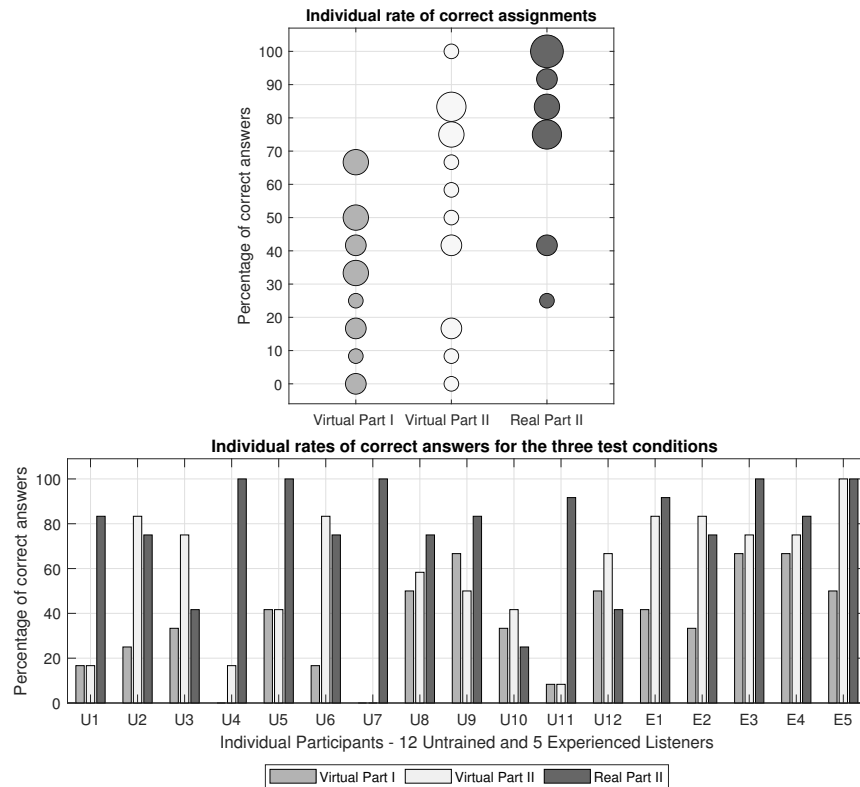 Individual rate of correct assignments
Percentage of correct answers
100
90
80
70
60
50
40
30
20
10
0
Virtual Part I Virtual Part II Real Part II
Individual rates of correct answers for the three test conditions
Percentage of correct answers
100
80
60
40
20
0
U1 U2 U3 U4 U5 U6 U7 U8 U9 U10 U11 U12 E1 E2 E3 E4 E5
Individual Participants - 12 Untrained and 5 Experienced Listeners
Virtual Part I Virtual Part II Real Part II